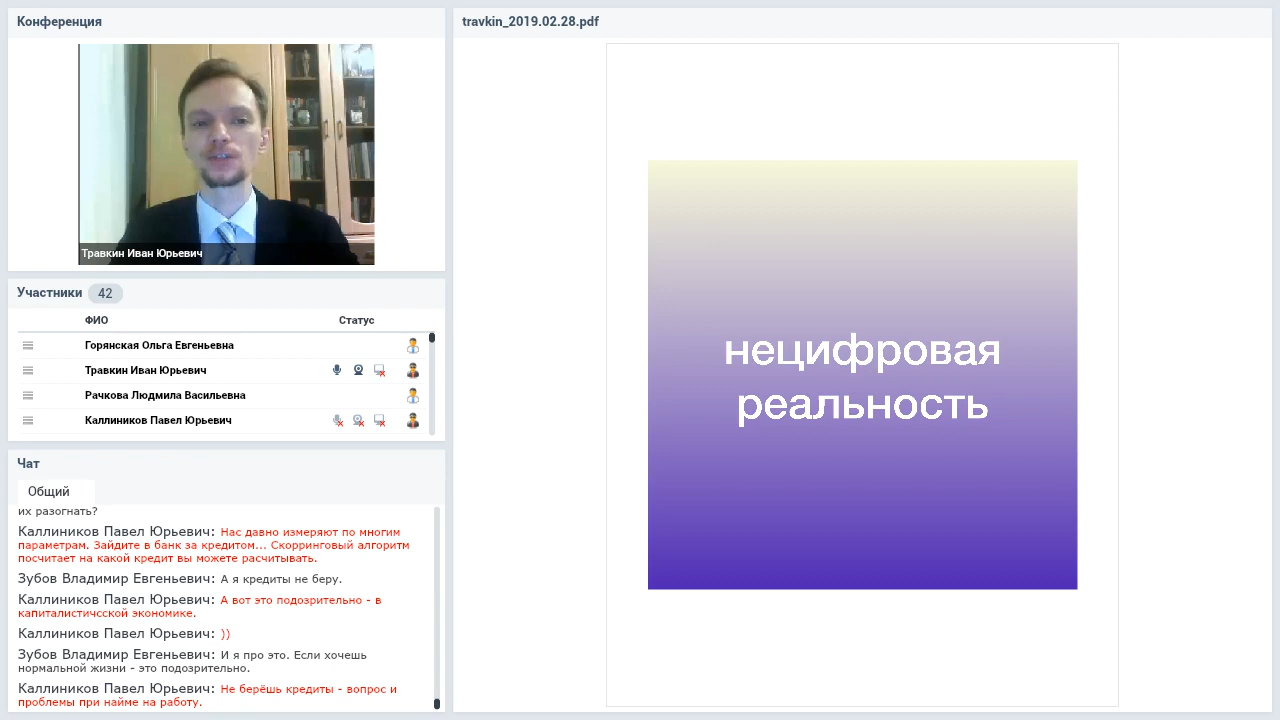 Конференция
Травкин Иван Юрьевич
Участники 42
ФИО Статус
Горянская Ольга Евгеньевна
Травкин Иван Юрьевич
Рачкова Людмила Васильевна
Каллиников Павел Юрьевич
Чат
Общий
их разогнать?
Каллиников Павел Юрьевич: Нас давно измеряют по многим
параметрам. Зайдите в банк за кредитом... Скорринговый алгоритм
посчитает на какой кредит вы можете расчитывать.
Зубов Владимир Евгеньевич: А я кредиты не беру.
Каллиников Павел Юрьевич: А вот это подозрительно - в
капиталистичсской экономике.
Каллиников Павел Юрьевич: ))
Зубов Владимир Евгеньевич: И я про это. Если хочешь
нормальной жизни - это подозрительно.
Каллиников Павел Юрьевич: Не берёшь кредиты - вопрос и
проблемы при найме на работу.
travkin_2019.02.28.pdf
нецифровая
реальность